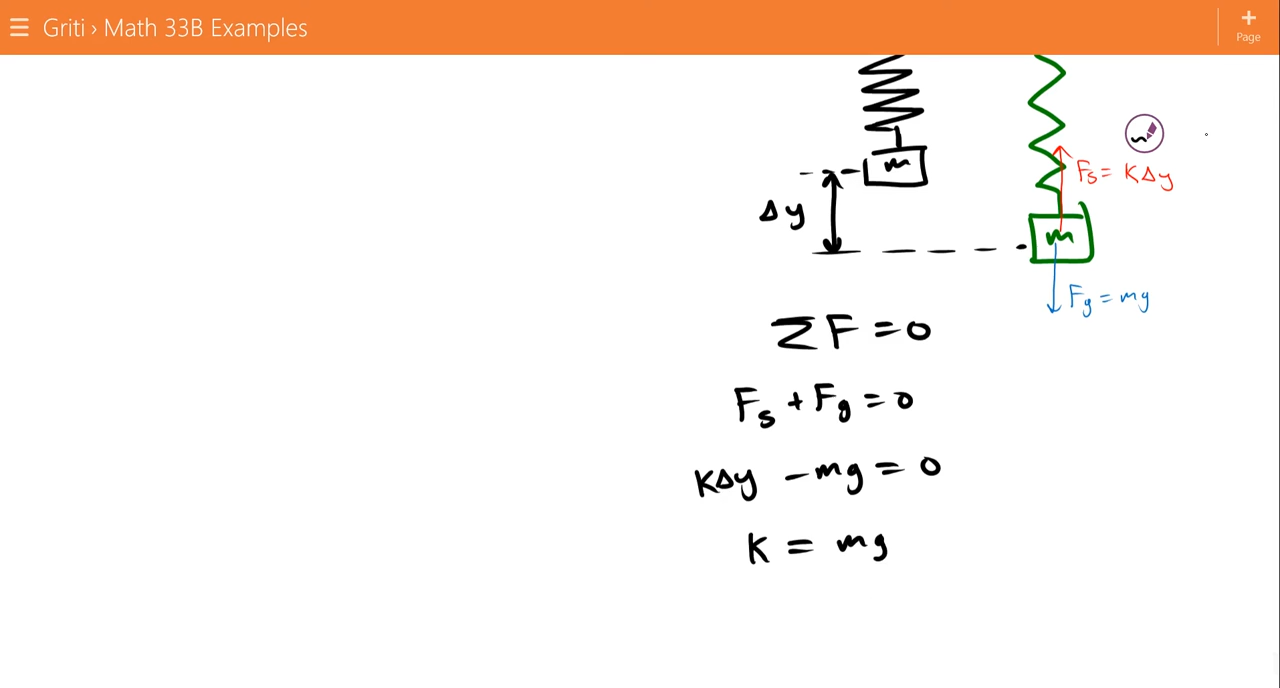 Griti › Math 33B Examples
+
Page
m
Δy
Fs = KΔy
m
Fg = mg
ΣF = 0
Fs + Fg = 0
KΔy - mg = 0
K = mg